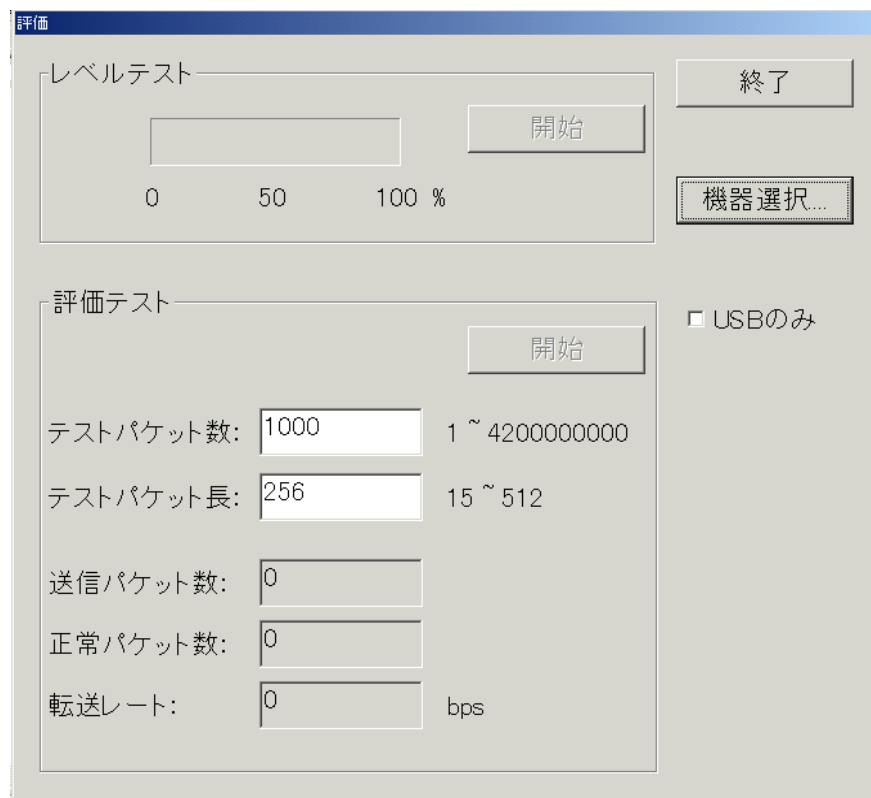 評価
レベルテスト
終了
開始
0 50 100 %
機器選択...
評価テスト
USBのみ
開始
テストパケット数: 1000 1 ~ 4200000000
テストパケット長: 256 15 ~ 512
送信パケット数: 0
正常パケット数: 0
転送レート: 0 bps